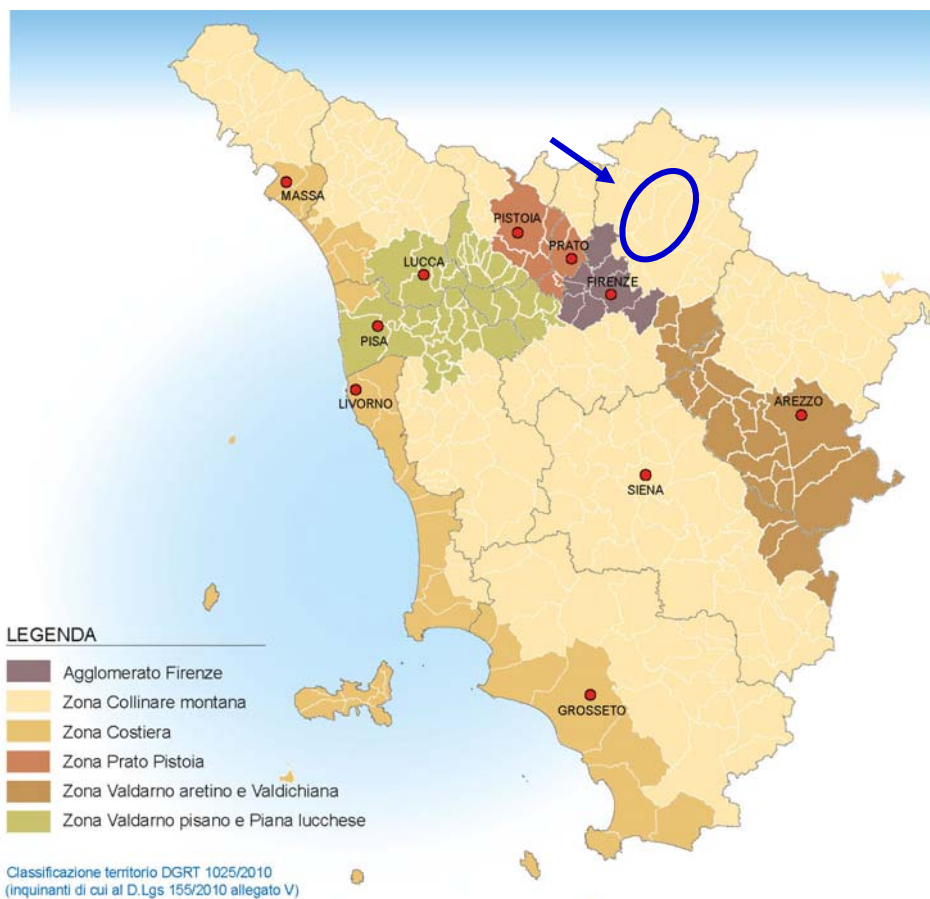 MASSA
PISTOIA
PRATO
LUCCA
FIRENZE
PISA
LIVORNO
AREZZO
SIENA
GROSSETO
LEGENDA
Agglomerato Firenze
Zona Collinare montana
Zona Costiera
Zona Prato Pistoia
Zona Valdarno aretino e Valdichiana
Zona Valdarno pisano e Piana lucchese
Classificazione territorio DGRT 1025/2010
(inquinanti di cui al D.Lgs 155/2010 allegato V)